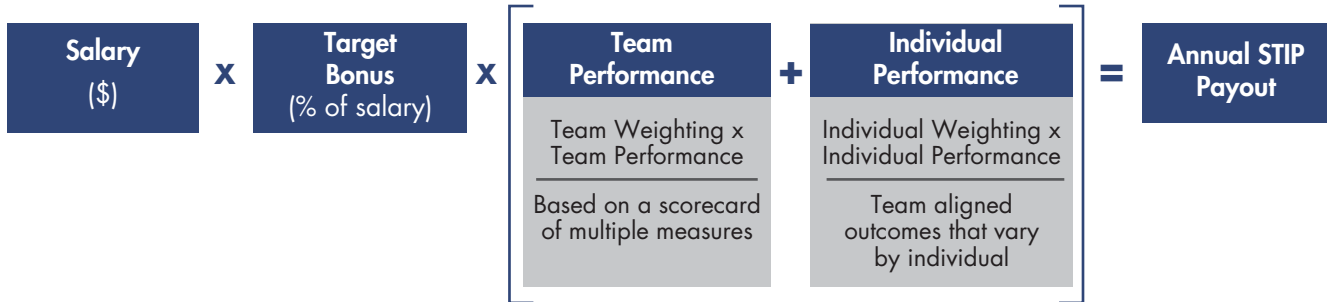 Salary
($)
x
Target
Bonus
(% of salary)
x
Team
Performance
Team Weighting x
Team Performance
Based on a scorecard
of multiple measures
+
Individual
Performance
Individual Weighting x
Individual Performance
Team aligned
outcomes that vary
by individual
=
Annual STIP
Payout